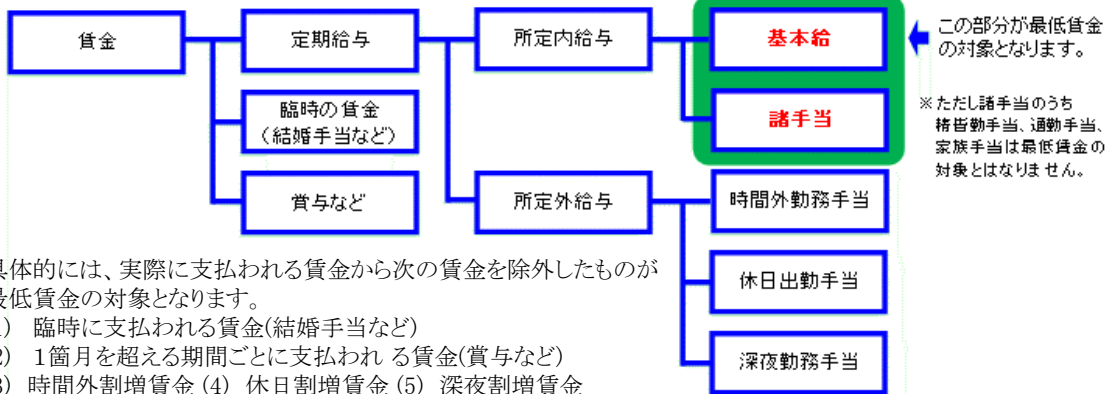 賃金
定期給与
所定内給与
基本給
この部分が最低賃金
の対象となります。
臨時の賃金
(結婚手当など)
諸手当
※ただし諸手当のうち
精皆勤手当、通勤手当、
家族手当は最低賃金の
対象とはなりません。
賞与など
所定外給与
時間外勤務手当
休日出勤手当
深夜勤務手当
具体的には、実際に支払われる賃金から次の賃金を除外したものが
最低賃金の対象となります。
) 臨時に支払われる賃金(結婚手当など)
2) 1箇月を超える期間ごとに支払われ る賃金(賞与など)
3) 時間外割増賃金 (4) 休日割増賃金 (5) 深夜割増賃金